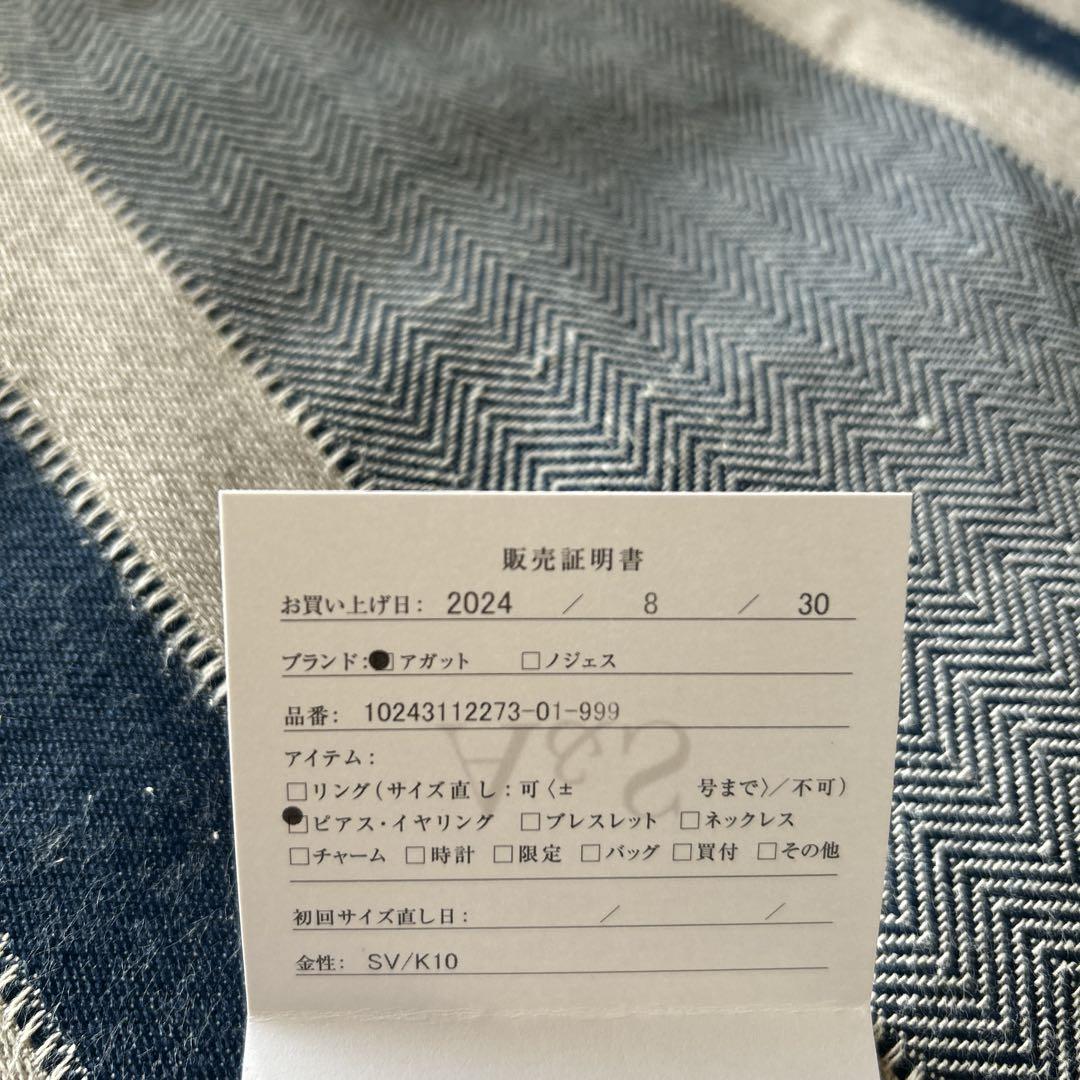 販売証明書
お買い上げ日: 2024 / 8 / 30
ブランド: □アガット □ノジェス
品番: 10243112273-01-999
アイテム:
□リング(サイズ直し:可〈± 号まで〉/不可)
□ピアス・イヤリング □ブレスレット □ネックレス
□チャーム □時計 □限定 □バッグ □買付 □その他
初回サイズ直し日: / /
金性: SV/K10